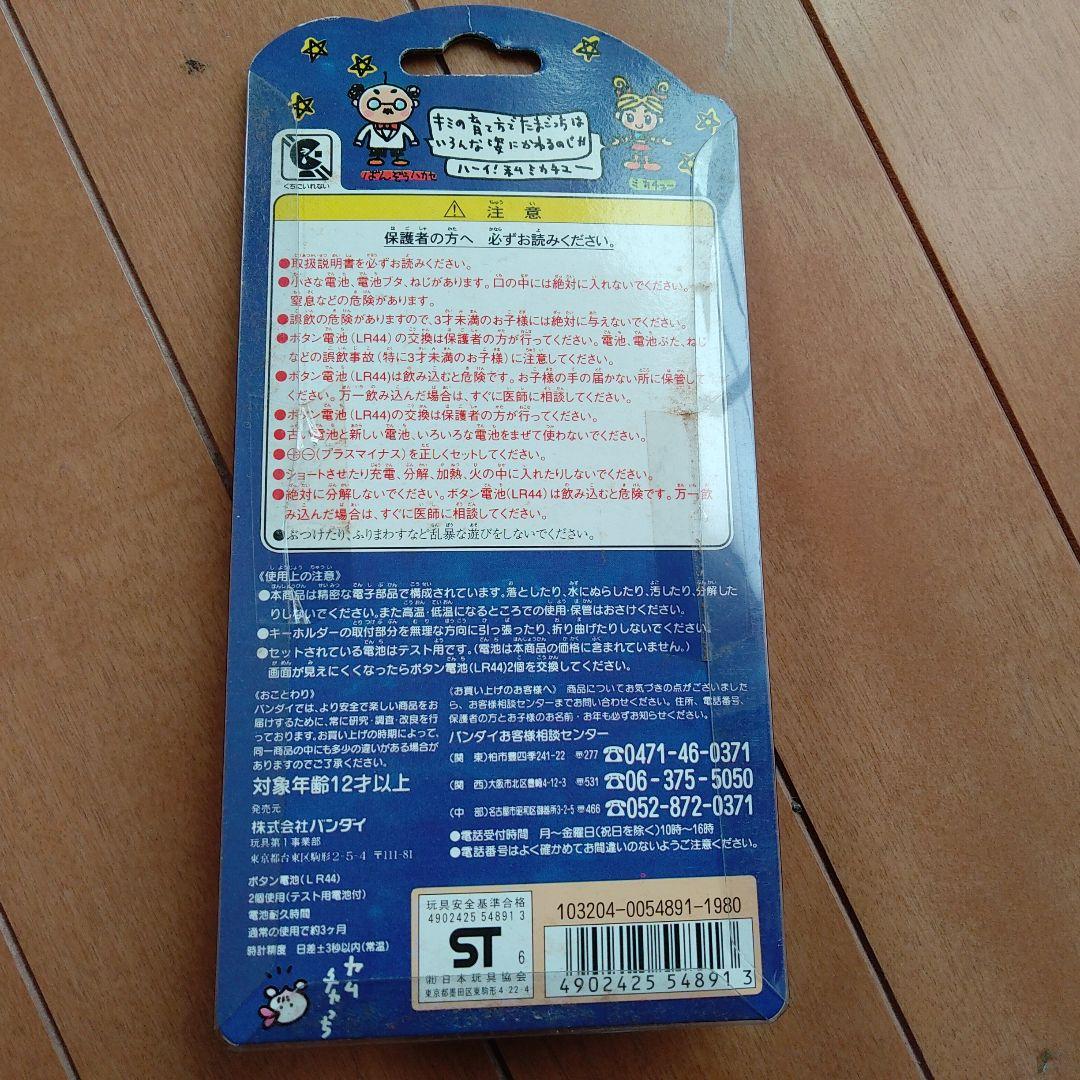 キミの育て方でたまごっちは
いろんな姿にかわるのじゃ
ハーイ!私ミカチュー
ばんぞうハカセ
ミカチュー
くちにいれない
⚠ 注意
保護者の方へ 必ずお読みください。
●取扱説明書を必ずお読みください。
●小さな電池、電池ブタ、ねじがあります。口の中には絶対に入れないでください。
窒息などの危険があります。
●誤飲の危険がありますので、3才未満のお子様には絶対に与えないでください。
●ボタン電池(LR44)の交換は保護者の方が行ってください。電池、電池ぶた、ねじ
などの誤飲事故(特に3才未満のお子様)に注意してください。
●ボタン電池(LR44)は飲み込むと危険です。お子様の手の届かない所に保管して
ください。万一飲み込んだ場合は、すぐに医師に相談してください。
●ボタン電池(LR44)の交換は保護者の方が行ってください。
●古い電池と新しい電池、いろいろな電池をまぜて使わないでください。
●⊕⊖(プラスマイナス)を正しくセットしてください。
●ショートさせたり充電、分解、加熱、火の中に入れたりしないでください。
●絶対に分解しないでください。ボタン電池(LR44)は飲み込むと危険です。万一飲
み込んだ場合は、すぐに医師に相談してください。
●ぶつけたり、ふりまわすなど乱暴な遊びをしないでください。
《使用上の注意》
●本商品は精密な電子部品で構成されています。落としたり、水にぬらしたり、汚したり、分解した
りしないでください。また高温・低温になるところでの使用・保管はおさけください。
●キーホルダーの取付部分を無理な方向に引っ張ったり、折り曲げたりしないでください。
●セットされている電池はテスト用です。(電池は本商品の価格に含まれていません。)
画面が見えにくくなったらボタン電池(LR44)2個を交換してください。
《おことわり》
バンダイでは、より安全で楽しい商品をお
届けするために、常に研究・調査・改良を行
っております。お買い上げの時期によって、
同一商品の中にも多少の違いがある場合が
ありますのでご了承ください。
対象年齢12才以上
発売元
株式会社バンダイ
玩具第1事業部
東京都台東区駒形2-5-4 〒111-81
ボタン電池(LR44)
2個使用(テスト用電池付)
電池耐久時間
通常の使用で約3ヶ月
時計精度 日差±3秒以内(常温)
《お買い上げのお客様へ》 商品についてお気づきの点がございました
ら、お客様相談センターまでお問い合わせください。住所、電話番号、
保護者の方とお子様のお名前・お年も必ずお知らせください。
バンダイお客様相談センター
(関 東)柏市豊四季241-22 〒277 ☎0471-46-0371
(関 西)大阪市北区豊崎4-12-3 〒531 ☎06-375-5050
(中 部)名古屋市昭和区御器所3-2-5 〒466 ☎052-872-0371
●電話受付時間 月～金曜日(祝日を除く)10時～16時
●電話番号はよく確かめてお間違いのないようご注意ください。
玩具安全基準合格
4902425 54891 3
ST 6
(社)日本玩具協会
東京都墨田区東駒形4-22-4
103204-0054891-1980
4902425 548913